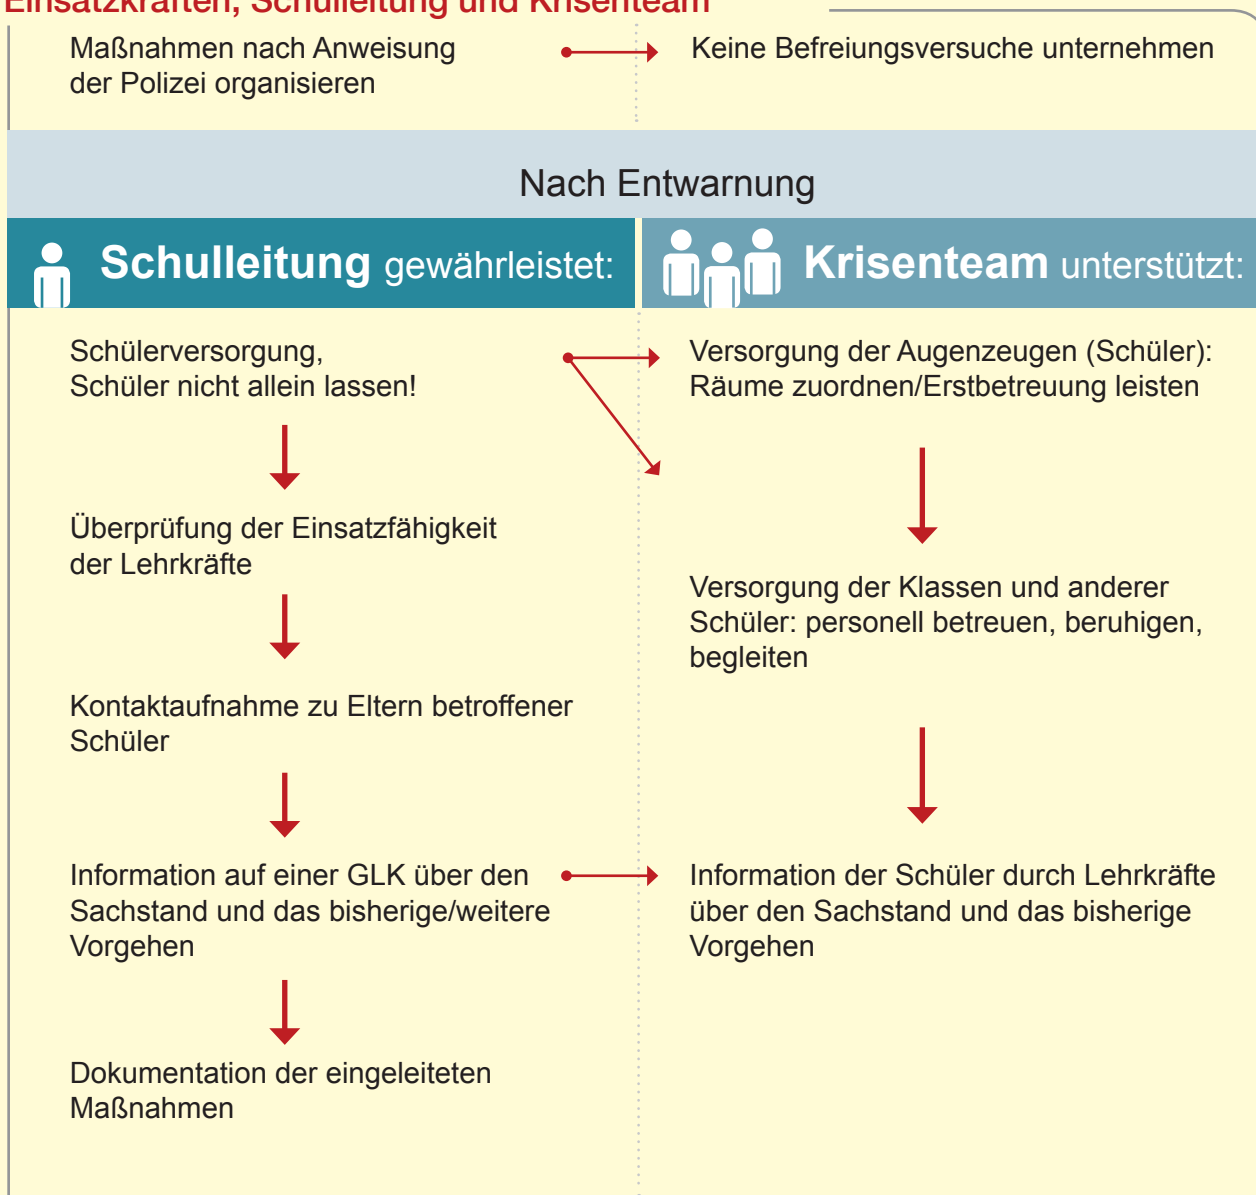 Einsatzkräften, Schulleitung und Krisenteam
Maßnahmen nach Anweisung
der Polizei organisieren
Keine Befreiungsversuche unternehmen
Nach Entwarnung
Schulleitung gewährleistet:
Krisenteam unterstützt:
Schülerversorgung,
Schüler nicht allein lassen!
Versorgung der Augenzeugen (Schüler):
Räume zuordnen/Erstbetreuung leisten
Überprüfung der Einsatzfähigkeit
der Lehrkräfte
Versorgung der Klassen und anderer
Schüler: personell betreuen, beruhigen,
begleiten
Kontaktaufnahme zu Eltern betroffener
Schüler
Information auf einer GLK über den
Sachstand und das bisherige/weitere
Vorgehen
Information der Schüler durch Lehrkräfte
über den Sachstand und das bisherige
Vorgehen
Dokumentation der eingeleiteten
Maßnahmen